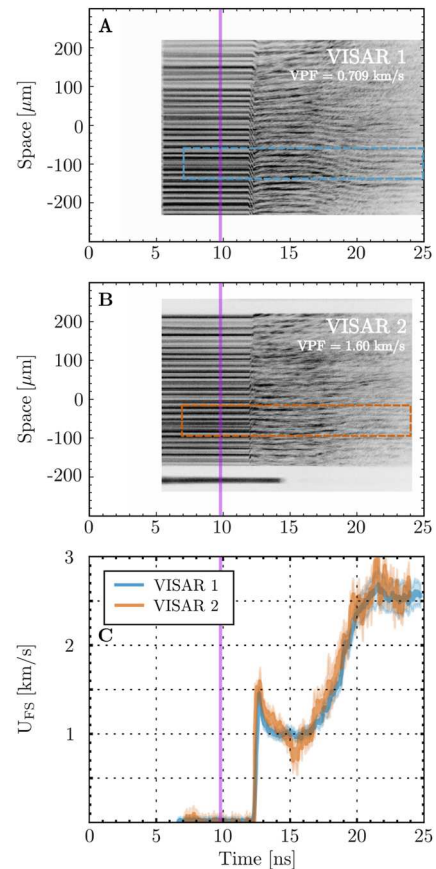 A
VISAR 1
VPF = 0.709 km/s
Space [μm]
200
100
0
-100
-200
0
5
10
15
20
25
B
VISAR 2
VPF = 1.60 km/s
Space [μm]
200
100
0
-100
-200
0
5
10
15
20
25
3
2
1
U_FS [km/s]
VISAR 1
VISAR 2
C
0
5
10
15
20
25
Time [ns]